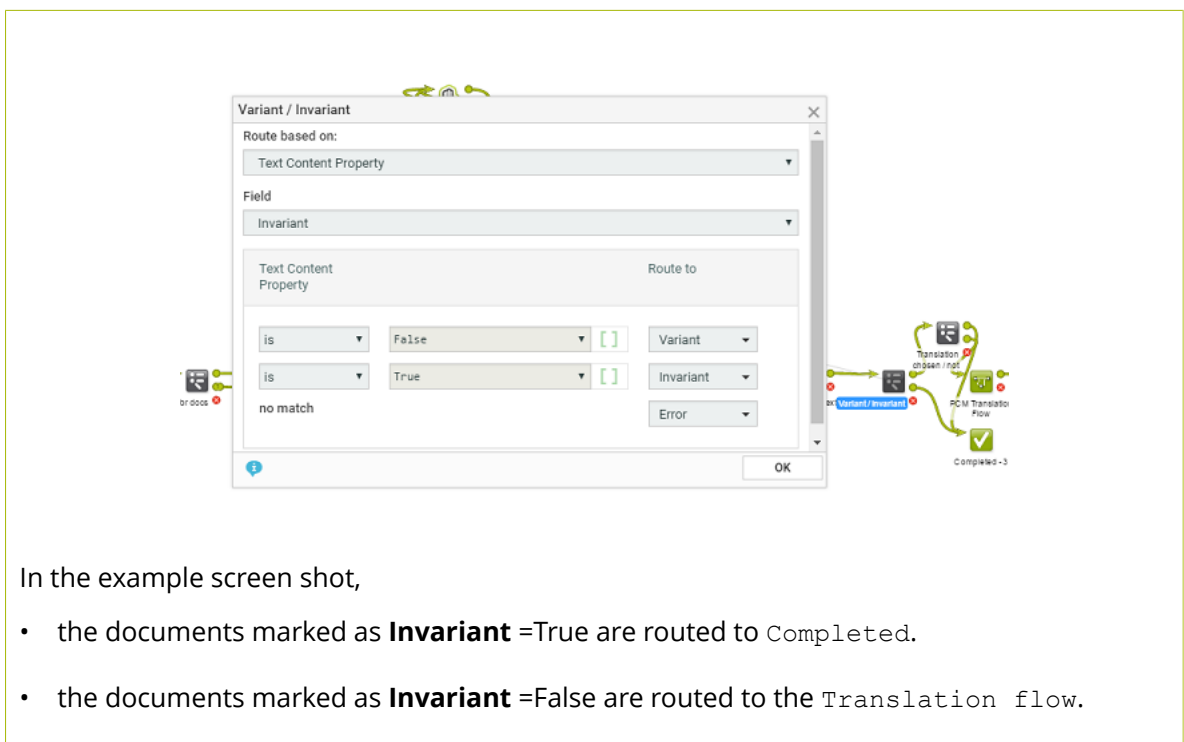 Variant / Invariant
Route based on:
Text Content Property
Field
Invariant
Text Content
Property
Route to
is
False
[ ]
Variant
is
True
[ ]
Invariant
no match
Error
OK
br docs
Variant / Invariant
Translation
chosen / not
PCM Translatio
Flow
Completed - 3
In the example screen shot,
• the documents marked as Invariant =True are routed to Completed.
• the documents marked as Invariant =False are routed to the Translation flow.